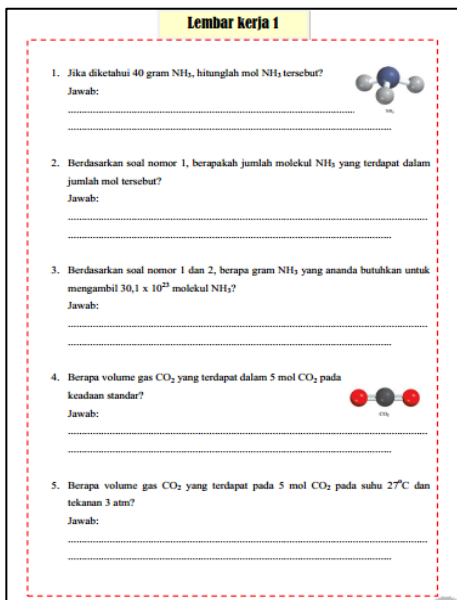 Lembar kerja 1
1. Jika diketahui 40 gram NH₃, hitunglah mol NH₃ tersebut?
Jawab:
NH₃
2. Berdasarkan soal nomor 1, berapakah jumlah molekul NH₃ yang terdapat dalam
jumlah mol tersebut?
Jawab:
3. Berdasarkan soal nomor 1 dan 2, berapa gram NH₃ yang ananda butuhkan untuk
mengambil 30,1 x 10²³ molekul NH₃?
Jawab:
4. Berapa volume gas CO₂ yang terdapat dalam 5 mol CO₂ pada
keadaan standar?
Jawab:
CO₂
5. Berapa volume gas CO₂ yang terdapat pada 5 mol CO₂ pada suhu 27⁰C dan
tekanan 3 atm?
Jawab: